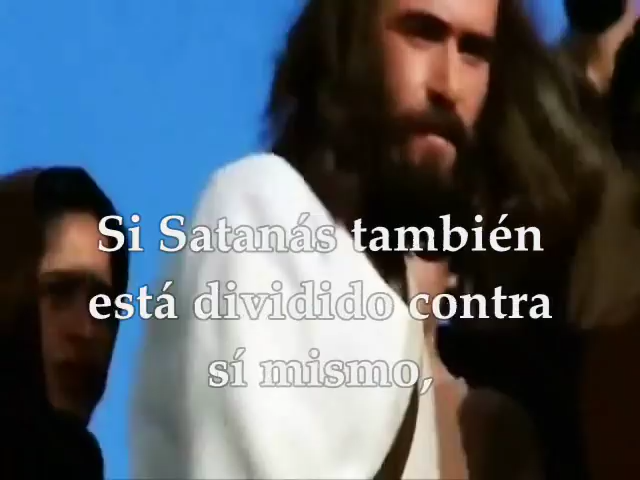 Si Satanás también
está dividido contra
sí mismo,